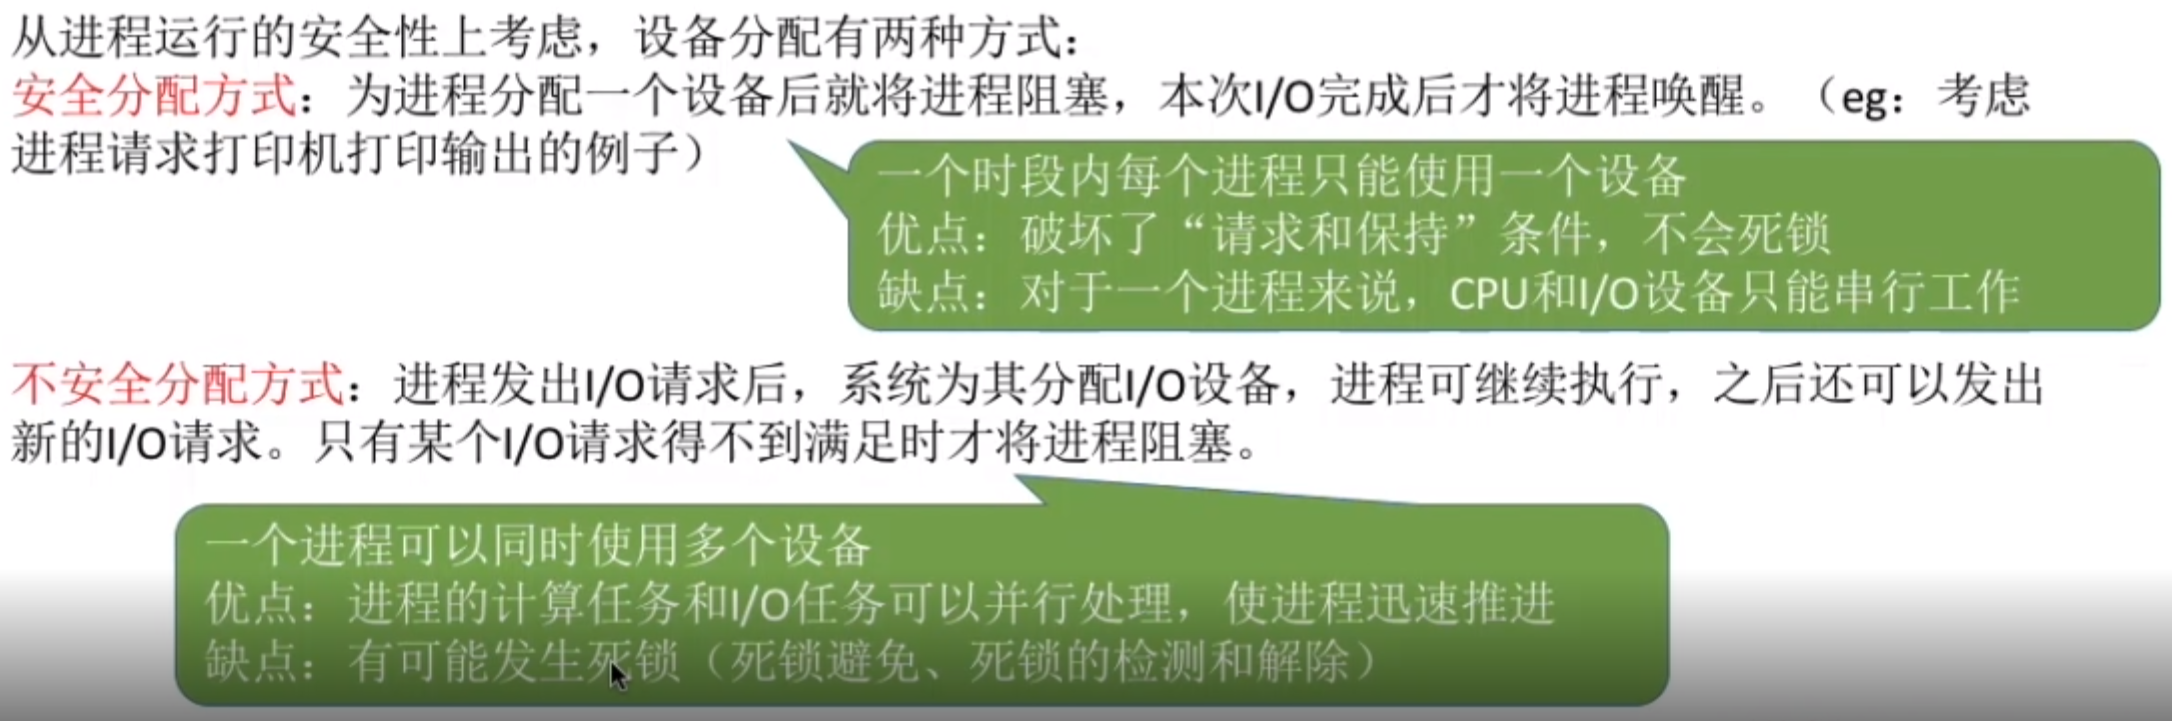 从进程运行的安全性上考虑，设备分配有两种方式：
安全分配方式：为进程分配一个设备后就将进程阻塞，本次I/O完成后才将进程唤醒。（eg：考虑
进程请求打印机打印输出的例子）
一个时段内每个进程只能使用一个设备
优点：破坏了“请求和保持”条件，不会死锁
缺点：对于一个进程来说，CPU和I/O设备只能串行工作
不安全分配方式：进程发出I/O请求后，系统为其分配I/O设备，进程可继续执行，之后还可以发出
新的I/O请求。只有某个I/O请求得不到满足时才将进程阻塞。
一个进程可以同时使用多个设备
优点：进程的计算任务和I/O任务可以并行处理，使进程迅速推进
缺点：有可能发生死锁（死锁避免、死锁的检测和解除）